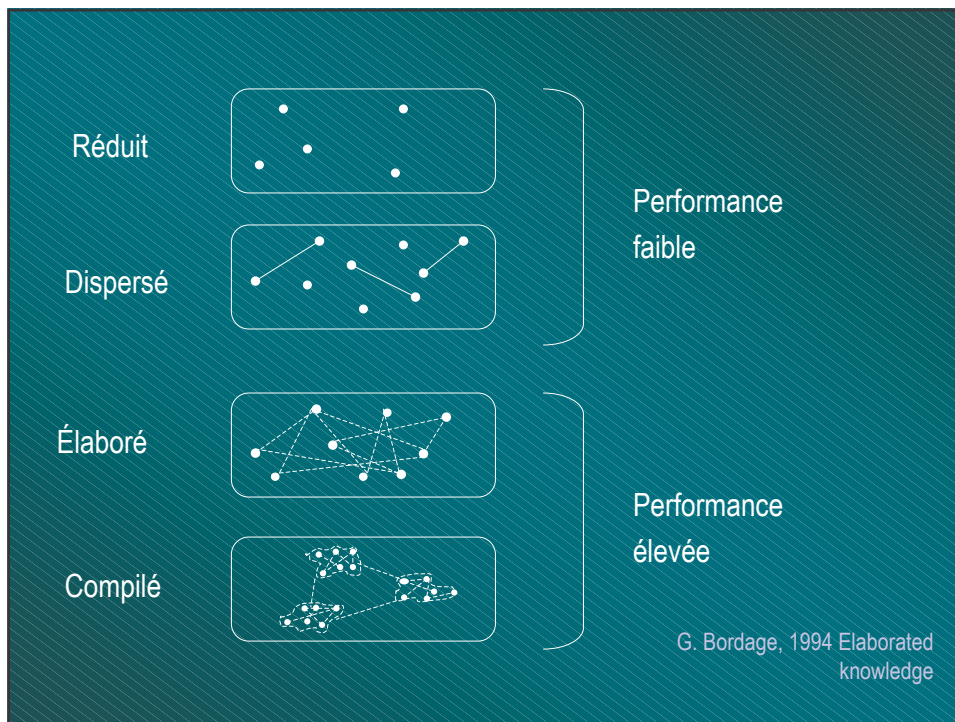 Réduit
Dispersé
Performance
faible
Élaboré
Compilé
Performance
élevée
G. Bordage, 1994 Elaborated
knowledge